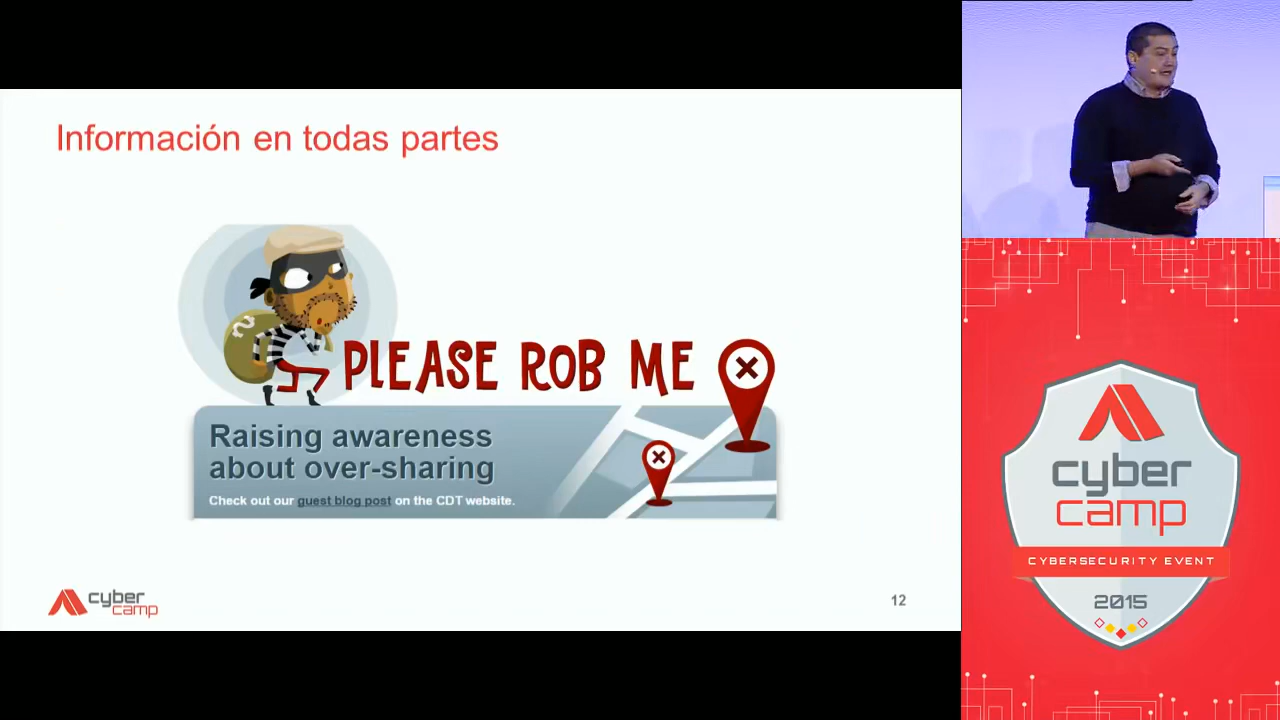 Información en todas partes
PLEASE ROB ME
Raising awareness
about over-sharing
Check out our guest blog post on the CDT website.
cyber
camp
12
cyber
camp
CYBERSECURITY EVENT
2015